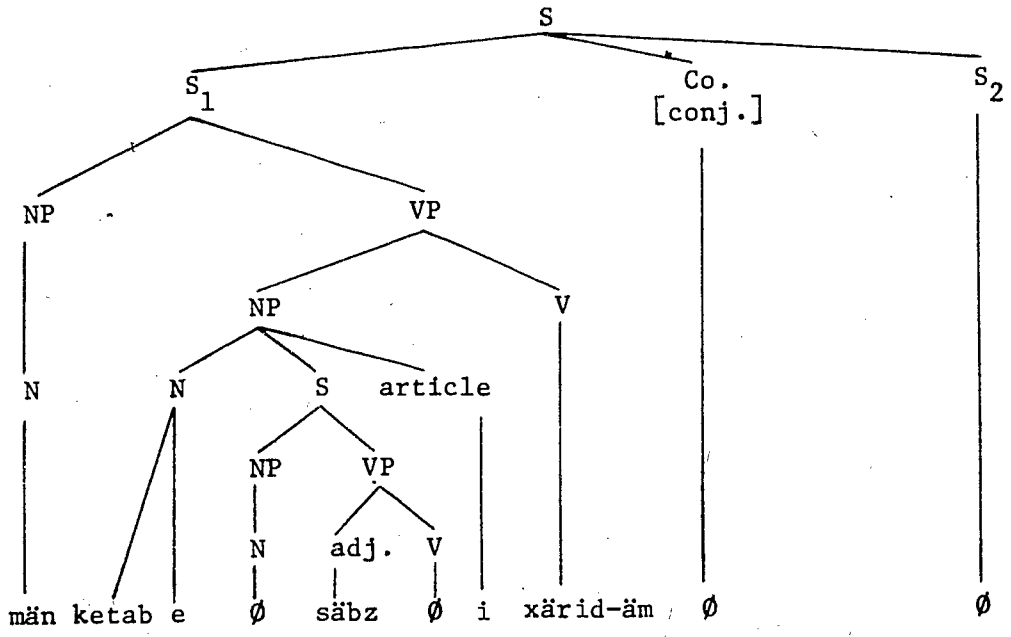 S
S1 Co. S2
[conj.]
NP VP
NP V
N N S article
NP VP
N adj. V
män ketab e Ø säbz Ø i xärid-äm Ø Ø